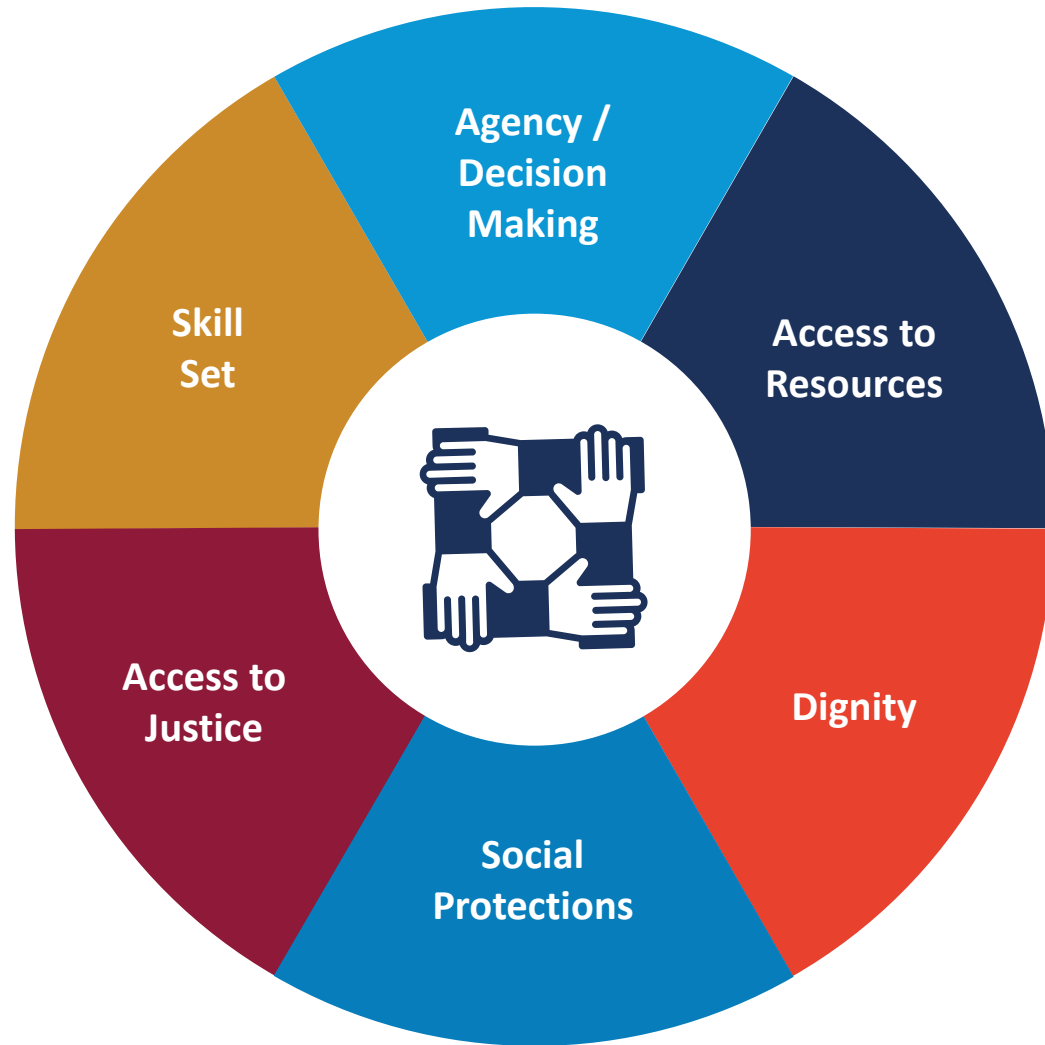 Agency /
Decision
Making
Access to
Resources
Dignity
Social
Protections
Access to
Justice
Skill
Set